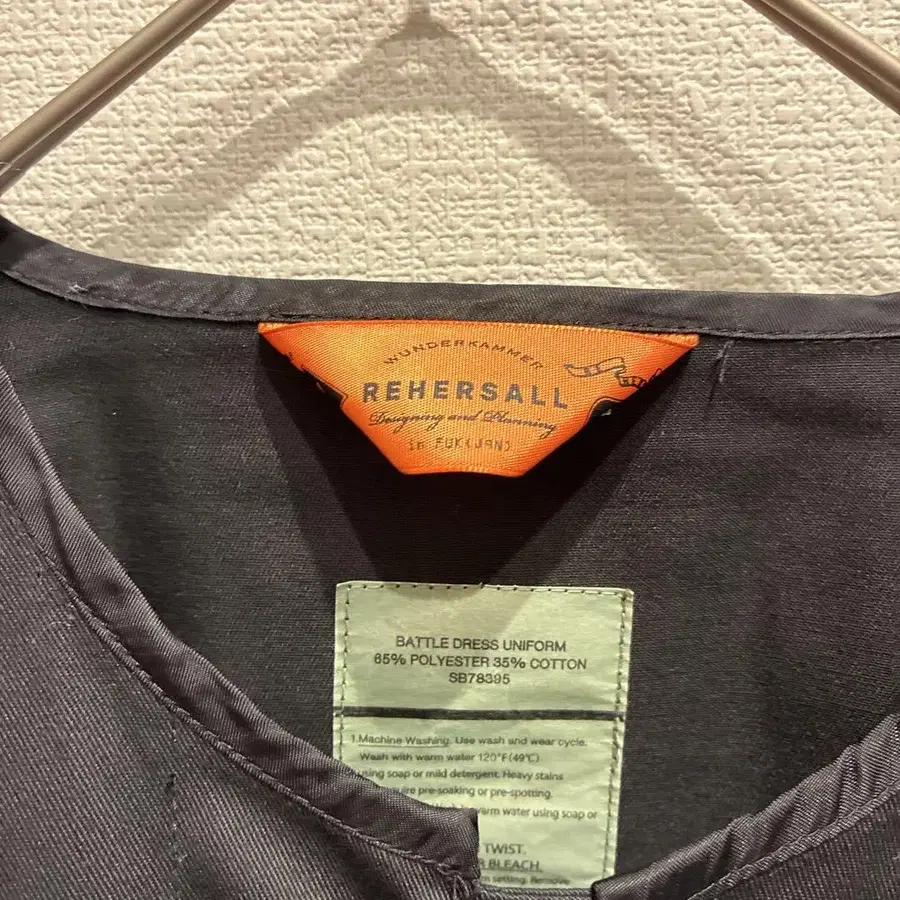 WUNDERKAMMER
REHERSALL
Designing and Planning
in FUK(JPN)
BATTLE DRESS UNIFORM
65% POLYESTER 35% COTTON
SB78395
1.Machine Washing. Use wash and wear cycle.
Wash with warm water 120°F(49℃)
using soap or mild detergent. Heavy stains
pre-soaking or pre-spotting.
warm water using soap or
TWIST.
BLEACH.
setting. Remove